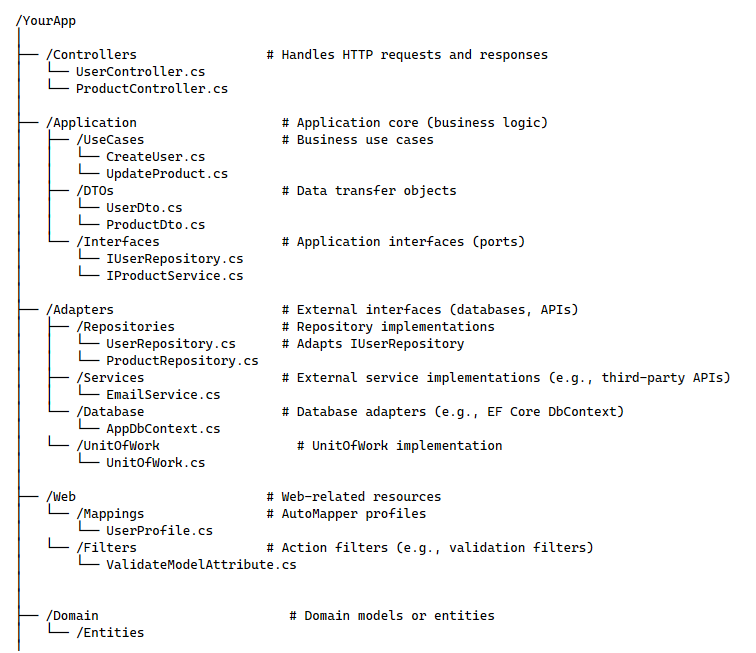 /YourApp
│
├── /Controllers                 # Handles HTTP requests and responses
│   └── UserController.cs
│   └── ProductController.cs
│
├── /Application                   # Application core (business logic)
│   ├── /UseCases                  # Business use cases
│   │   └── CreateUser.cs
│   │   └── UpdateProduct.cs
│   ├── /DTOs                      # Data transfer objects
│   │   └── UserDto.cs
│   │   └── ProductDto.cs
│   └── /Interfaces                # Application interfaces (ports)
│       └── IUserRepository.cs
│       └── IProductService.cs
│
├── /Adapters                      # External interfaces (databases, APIs)
│   ├── /Repositories              # Repository implementations
│   │   └── UserRepository.cs      # Adapts IUserRepository
│   │   └── ProductRepository.cs
│   ├── /Services                  # External service implementations (e.g., third-party APIs)
│   │   └── EmailService.cs
│   └── /Database                  # Database adapters (e.g., EF Core DbContext)
│       └── AppDbContext.cs
│   └── /UnitOfWork                  # UnitOfWork implementation
│       └── UnitOfWork.cs
│
├── /Web                         # Web-related resources
│   └── /Mappings                # AutoMapper profiles
│       └── UserProfile.cs
│   └── /Filters                 # Action filters (e.g., validation filters)
│       └── ValidateModelAttribute.cs
│
│
├── /Domain                         # Domain models or entities
│   └── /Entities